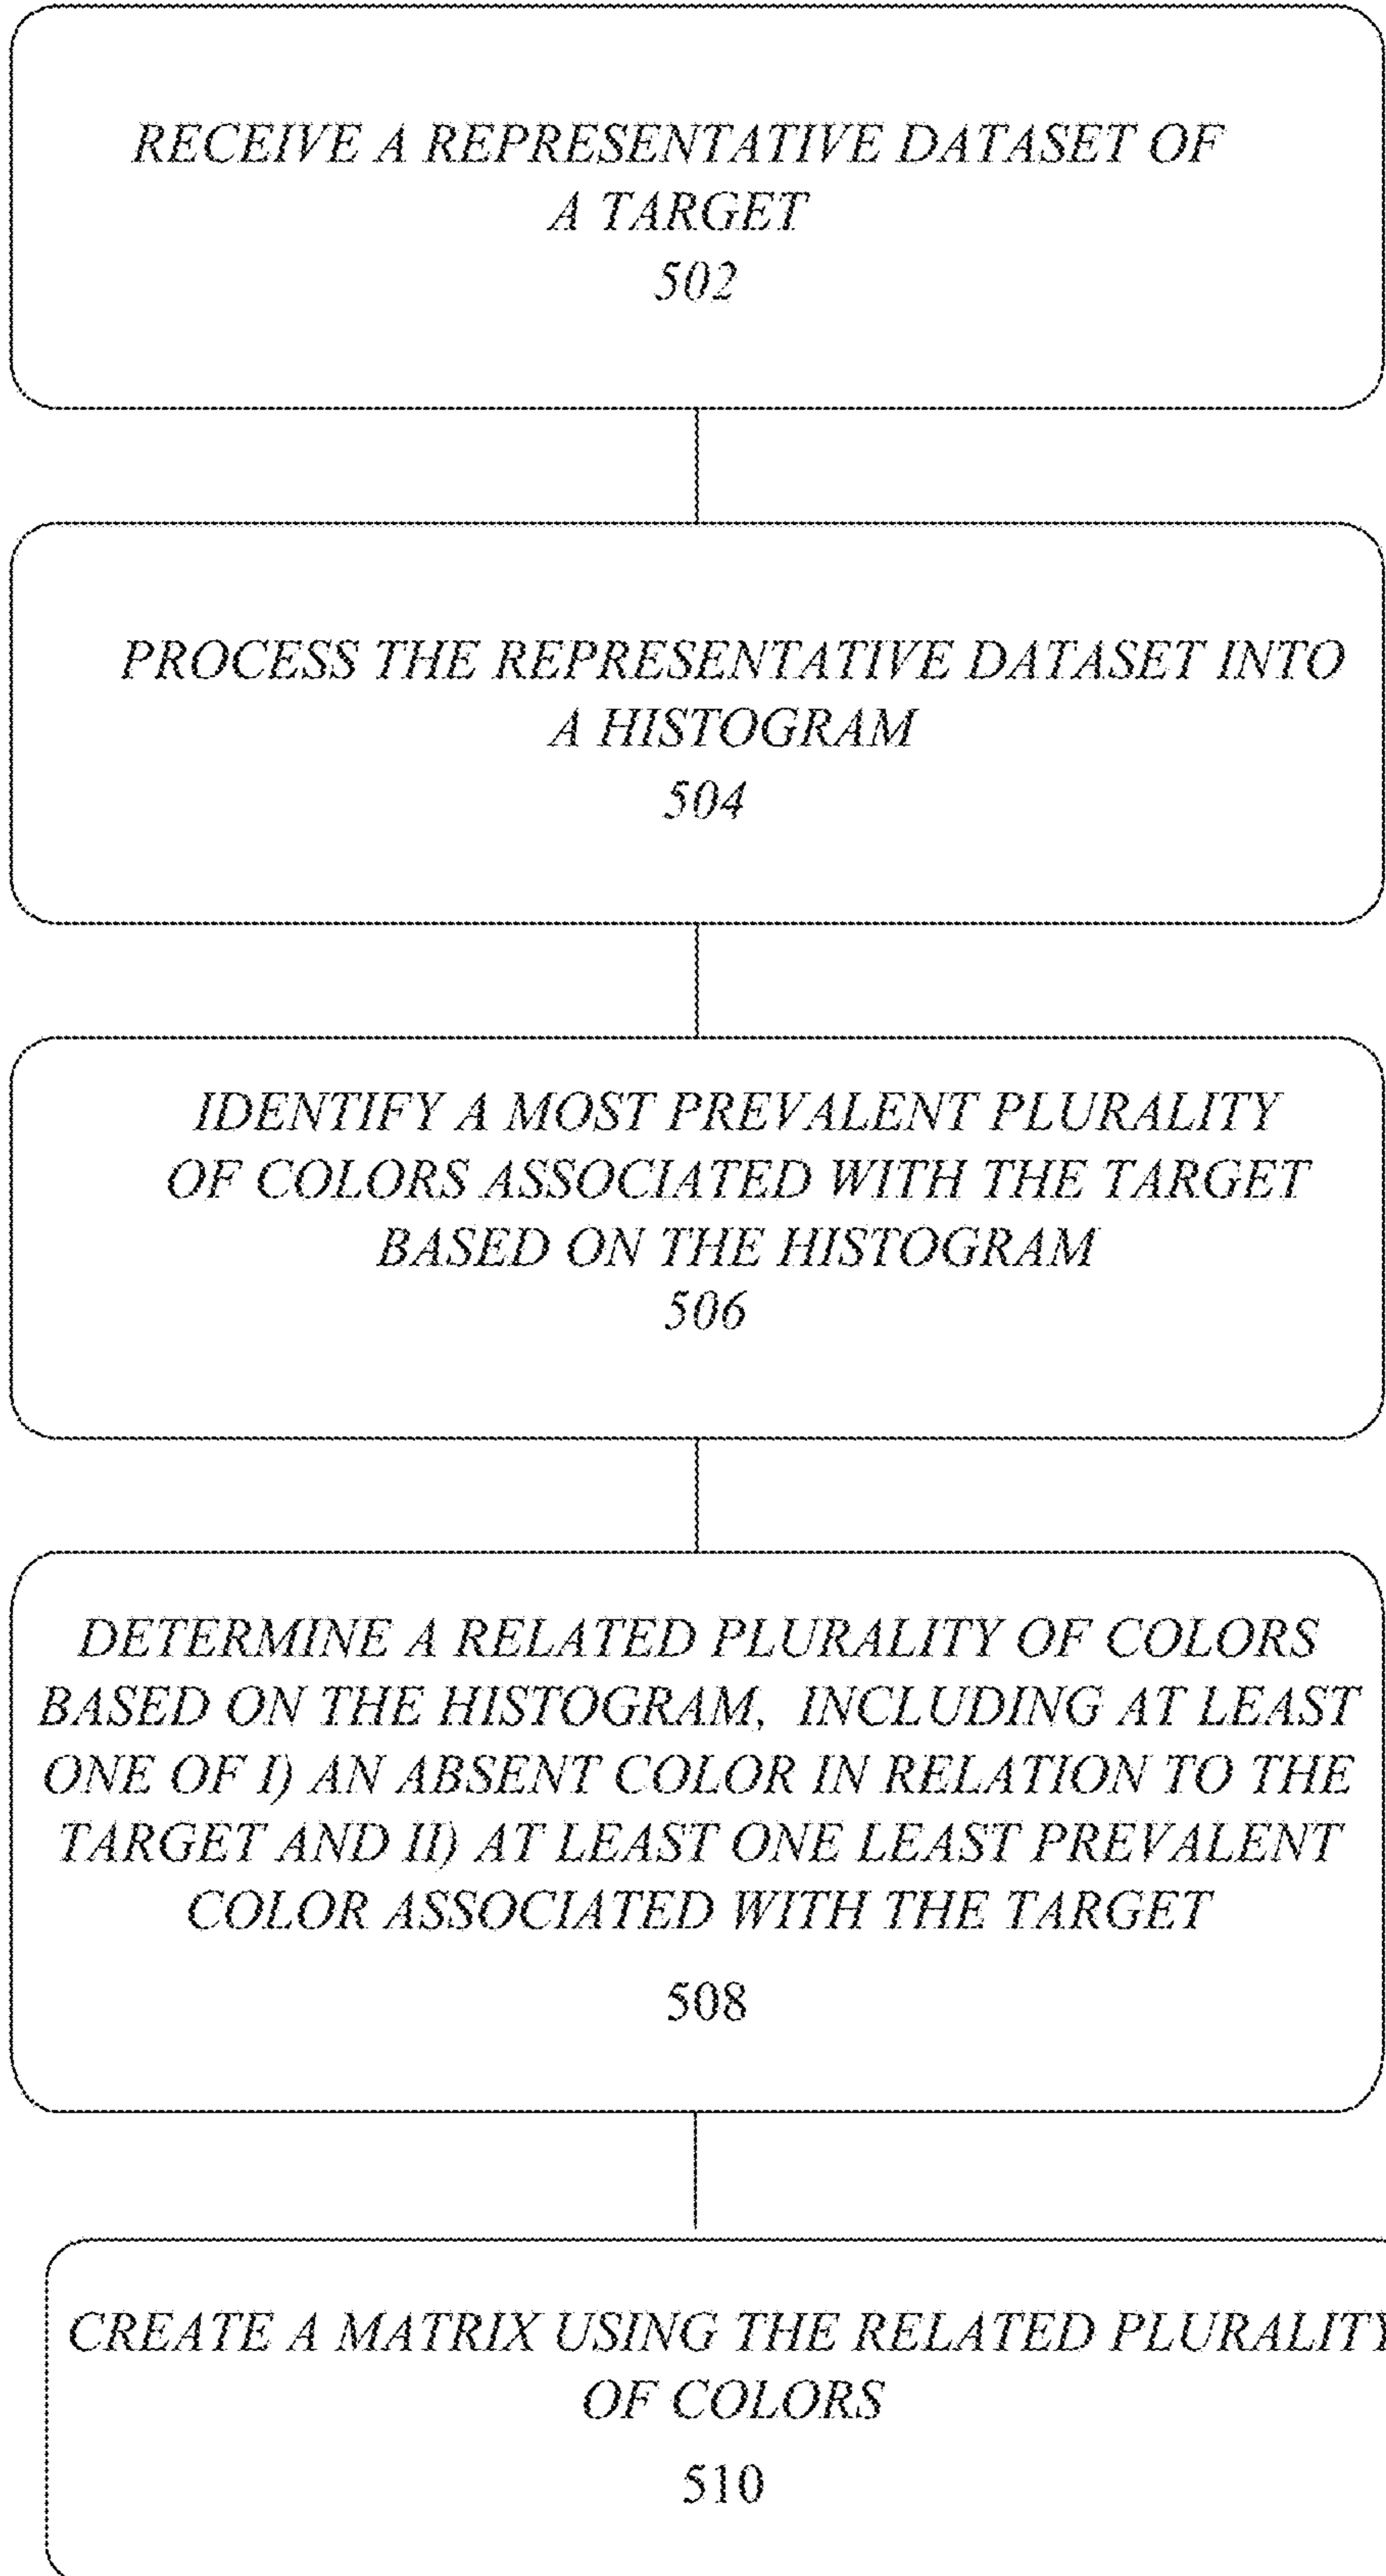 RECEIVE A REPRESENTATIVE DATASET OF
A TARGET
502
PROCESS THE REPRESENTATIVE DATASET INTO
A HISTOGRAM
504
IDENTIFY A MOST PREVALENT PLURALITY
OF COLORS ASSOCIATED WITH THE TARGET
BASED ON THE HISTOGRAM
506
DETERMINE A RELATED PLURALITY OF COLORS
BASED ON THE HISTOGRAM, INCLUDING AT LEAST
ONE OF I) AN ABSENT COLOR IN RELATION TO THE
TARGET AND II) AT LEAST ONE LEAST PREVALENT
COLOR ASSOCIATED WITH THE TARGET
508
CREATE A MATRIX USING THE RELATED PLURALITY
OF COLORS
510